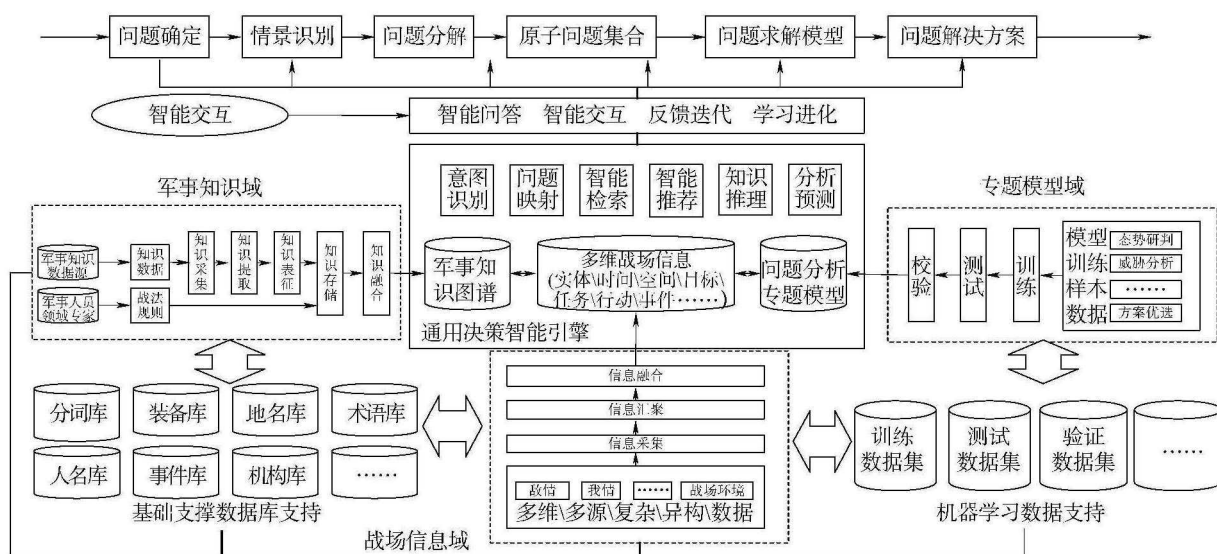 问题确定
情景识别
问题分解
原子问题集合
问题求解模型
问题解决方案
智能交互
智能问答 智能交互 反馈迭代 学习进化
军事知识域
意图
识别
问题
映射
智能
检索
智能
推荐
知识
推理
分析
预测
专题模型域
军事知识
数据源
知识
数据
知识采集
知识提取
知识表征
知识存储
知识融合
军事人员
领域专家
战法
规则
军事知
识图谱
多维战场信息
(实体\时间\空间\目标\
任务\行动\事件……)
问题分析
专题模型
通用决策智能引擎
校验
测试
训练
模型
训练
样本
数据
态势研判
威胁分析
……
方案优选
分词库
装备库
地名库
术语库
人名库
事件库
机构库
……
基础支撑数据库支持
信息融合
信息汇聚
信息采集
敌情
我情
……
战场环境
多维\多源\复杂\异构\数据
战场信息域
训练
数据集
测试
数据集
验证
数据集
……
机器学习数据支持